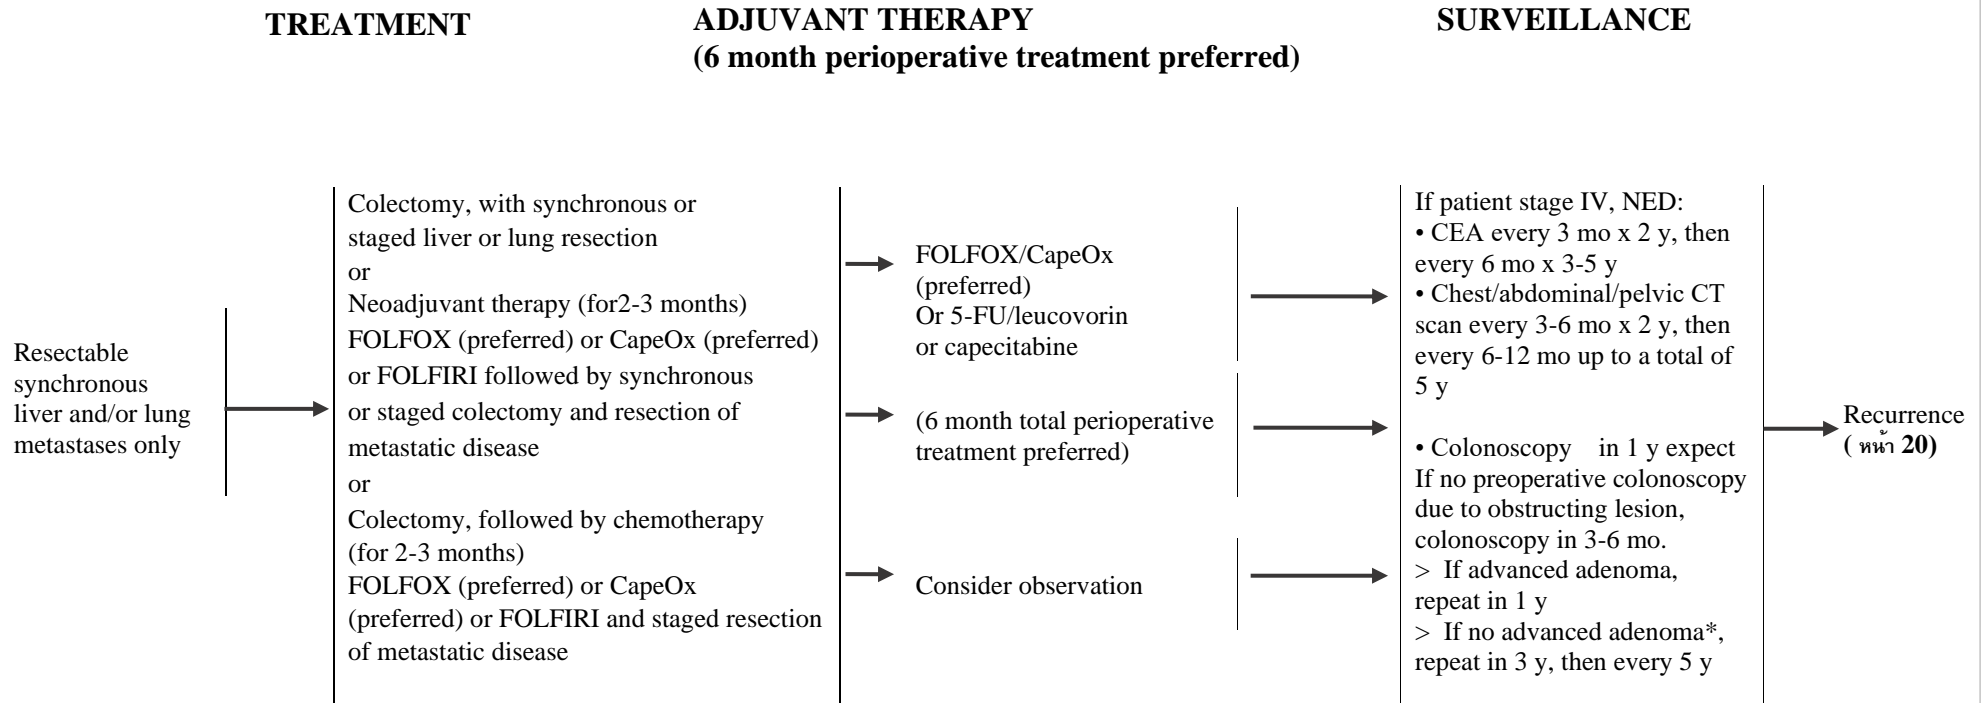 TREATMENT
ADJUVANT THERAPY
(6 month perioperative treatment preferred)
SURVEILLANCE
Resectable
synchronous
liver and/or lung
metastases only
Colectomy, with synchronous or
staged liver or lung resection
or
Neoadjuvant therapy (for2-3 months)
FOLFOX (preferred) or CapeOx (preferred)
or FOLFIRI followed by synchronous
or staged colectomy and resection of
metastatic disease
or
Colectomy, followed by chemotherapy
(for 2-3 months)
FOLFOX (preferred) or CapeOx
(preferred) or FOLFIRI and staged resection
of metastatic disease
FOLFOX/CapeOx
(preferred)
Or 5-FU/leucovorin
or capecitabine
(6 month total perioperative
treatment preferred)
Consider observation
If patient stage IV, NED:
• CEA every 3 mo x 2 y, then
every 6 mo x 3-5 y
• Chest/abdominal/pelvic CT
scan every 3-6 mo x 2 y, then
every 6-12 mo up to a total of
5 y
• Colonoscopy in 1 y expect
If no preoperative colonoscopy
due to obstructing lesion,
colonoscopy in 3-6 mo.
> If advanced adenoma,
repeat in 1 y
> If no advanced adenoma*,
repeat in 3 y, then every 5 y
Recurrence
( หน้า 20)